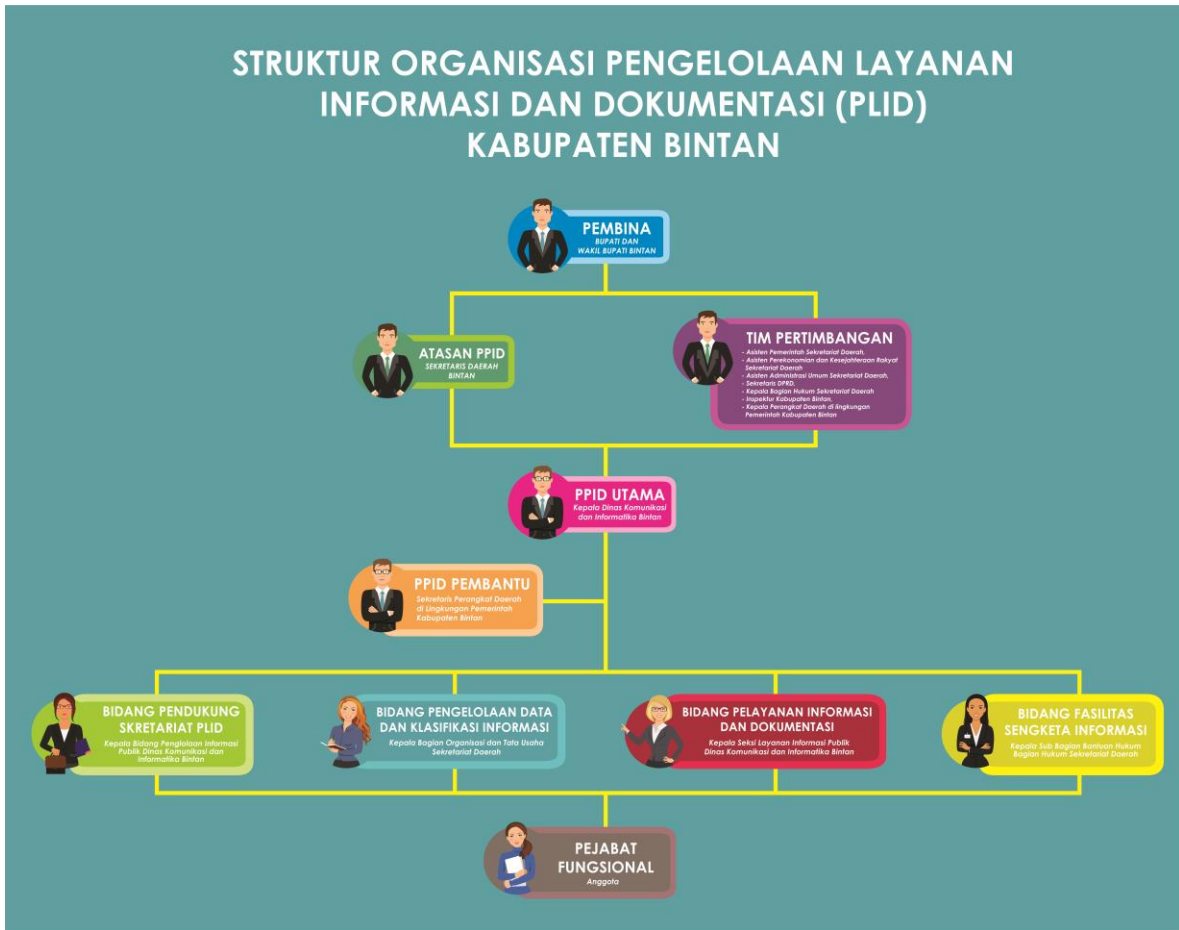 STRUKTUR ORGANISASI PENGELOLAAN LAYANAN
INFORMASI DAN DOKUMENTASI (PLID)
KABUPATEN BINTAN
PEMBINA
BUPATI DAN
WAKIL BUPATI BINTAN
ATASAN PPID
SEKRETARIS DAERAH
BINTAN
TIM PERTIMBANGAN
- Asisten Pemerintah Sekretariat Daerah,
- Asisten Perekonomian dan Kesejahteraan Rakyat
Sekretariat Daerah
- Asisten Administrasi Umum Sekretariat Daerah,
- Sekretaris DPRD,
- Kepala Bagian Hukum Sekretariat Daerah
- Inspektur Kabupaten Bintan,
- Kepala Perangkat Daerah di lingkungan
Pemerintah Kabupaten Bintan
PPID UTAMA
Kepala Dinas Komunikasi
dan Informatika Bintan
PPID PEMBANTU
Sekretaris Perangkat Daerah
di Lingkungan Pemerintah
Kabupaten Bintan
BIDANG PENDUKUNG
SKRETARIAT PLID
Kepala Bidang Penglolaan Informasi
Publik Dinas Komunikasi dan
Informatika Bintan
BIDANG PENGELOLAAN DATA
DAN KLASIFIKASI INFORMASI
Kepala Bagian Organisasi dan Tata Usaha
Sekretariat Daerah
BIDANG PELAYANAN INFORMASI
DAN DOKUMENTASI
Kepala Seksi Layanan Informasi Publik
Dinas Komunikasi dan Informatika Bintan
BIDANG FASILITAS
SENGKETA INFORMASI
Kepala Sub Bagian Bantuan Hukum
Bagian Hukum Sekretariat Daerah
PEJABAT
FUNGSIONAL
Anggota